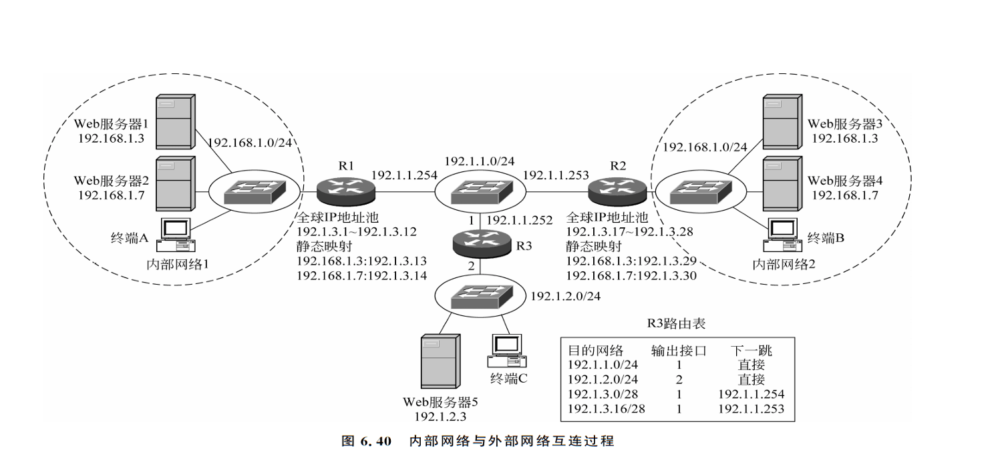 Web服务器1
192.168.1.3
192.168.1.0/24
Web服务器2
192.168.1.7
终端A
内部网络1
R1
192.1.1.254
全球IP地址池
192.1.3.1~192.1.3.12
静态映射
192.168.1.3:192.1.3.13
192.168.1.7:192.1.3.14
192.1.1.0/24
192.1.1.253
R2
全球IP地址池
192.1.3.17~192.1.3.28
静态映射
192.168.1.3:192.1.3.29
192.168.1.7:192.1.3.30
1
192.1.1.252
R3
2
192.1.2.0/24
Web服务器5
192.1.2.3
终端C
192.168.1.0/24
Web服务器3
192.168.1.3
Web服务器4
192.168.1.7
终端B
内部网络2
R3路由表
目的网络 输出接口 下一跳
192.1.1.0/24 1 直接
192.1.2.0/24 2 直接
192.1.3.0/28 1 192.1.1.254
192.1.3.16/28 1 192.1.1.253
图 6.40 内部网络与外部网络互连过程